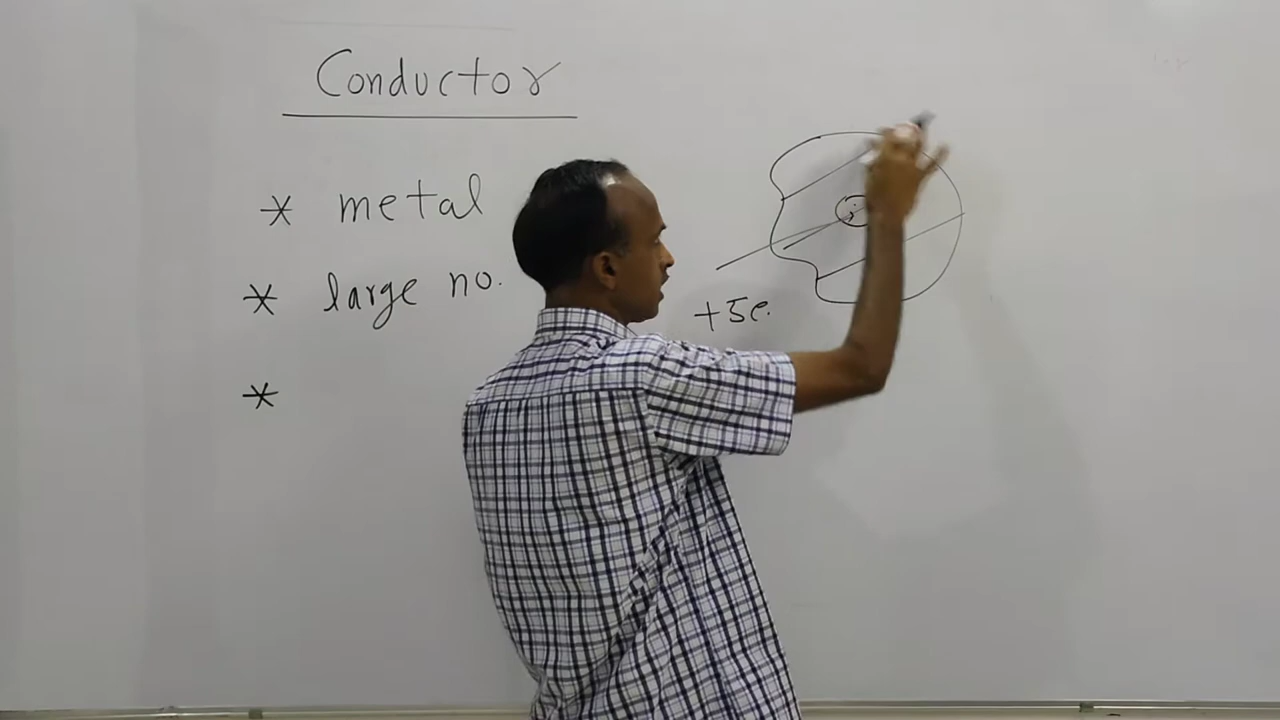 Conductor
* metal
* large no.
*
+5e.